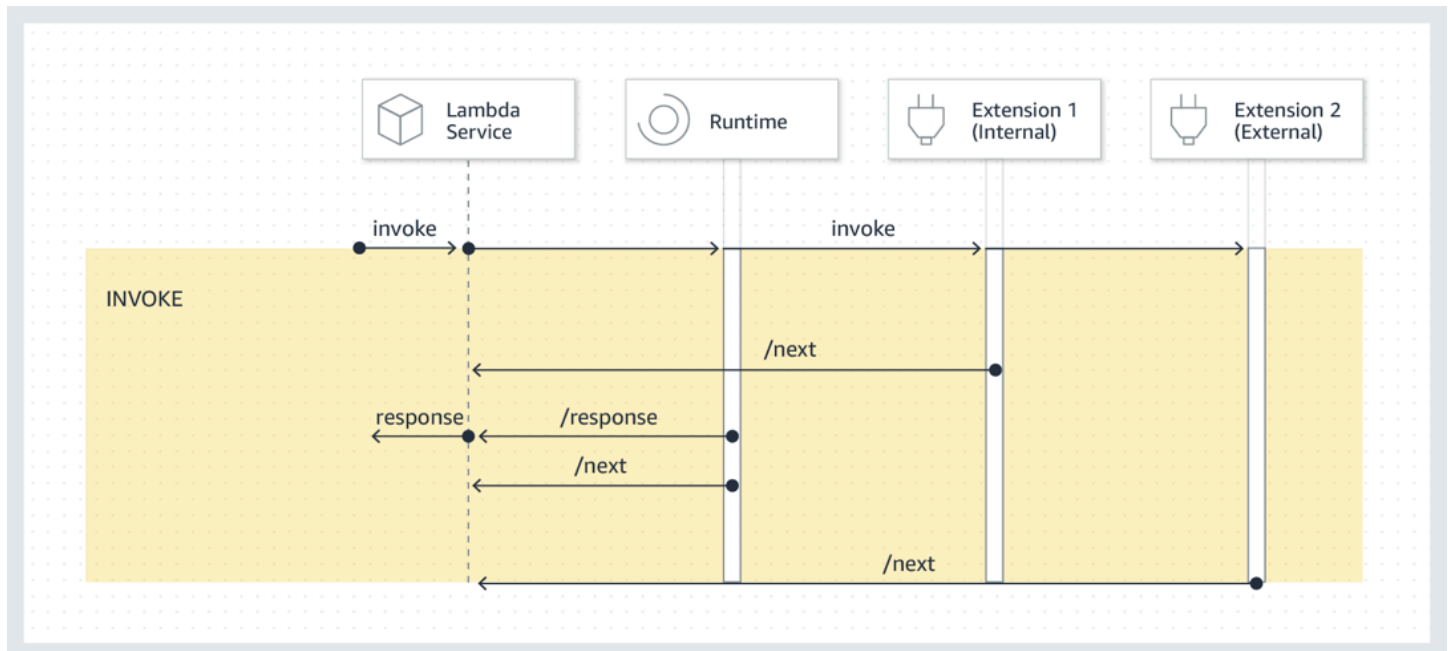 Lambda
Service
Runtime
Extension 1
(Internal)
Extension 2
(External)
invoke
invoke
INVOKE
/next
response
/response
/next
/next